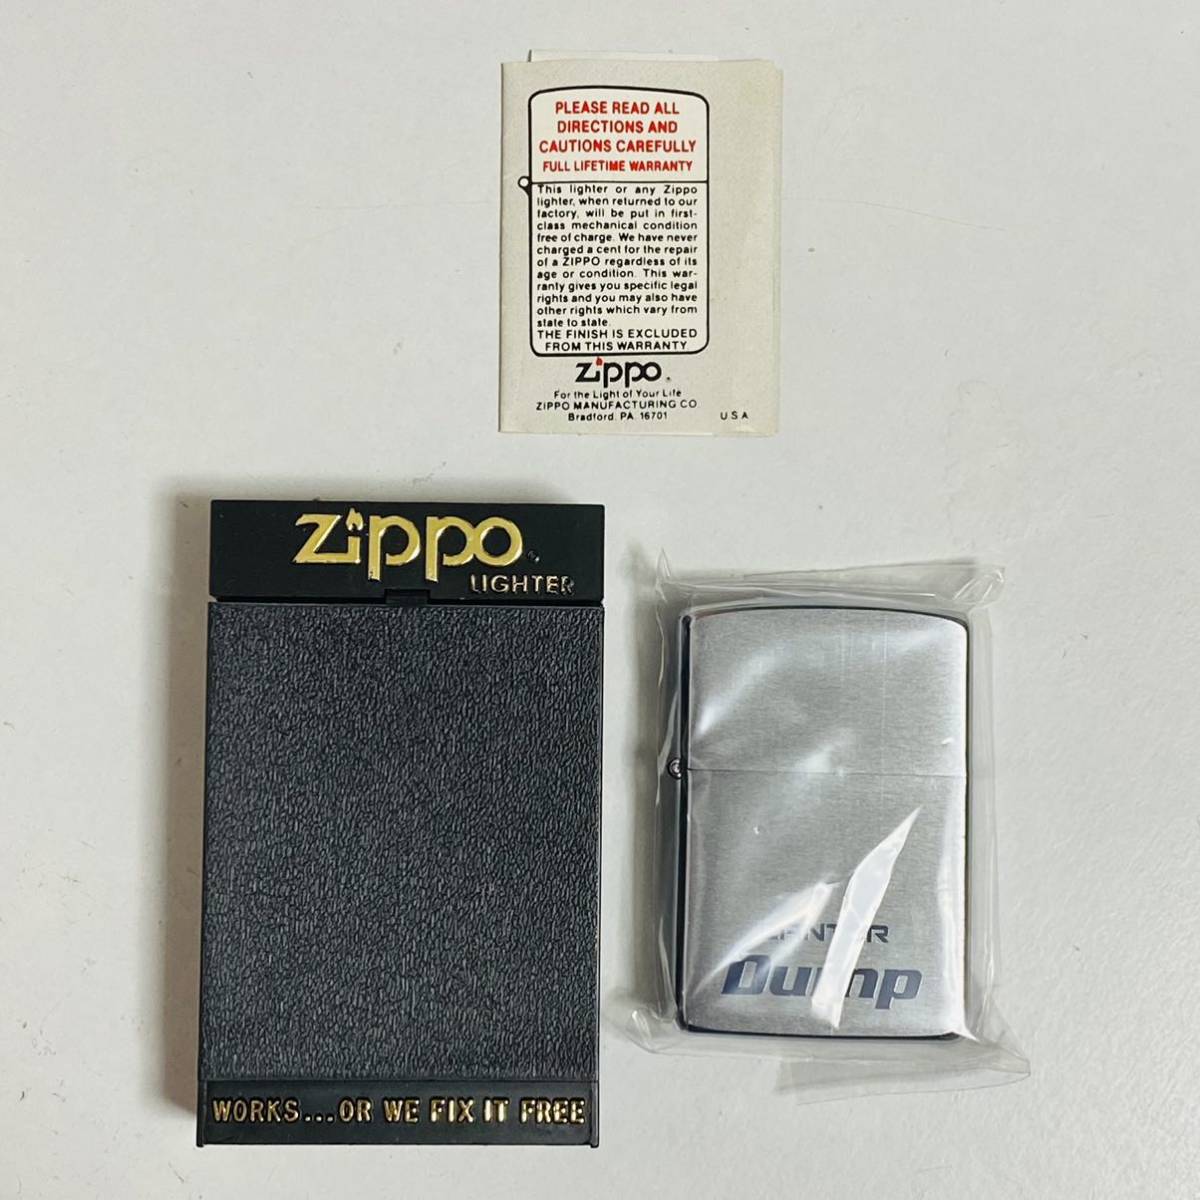 PLEASE READ ALL
DIRECTIONS AND
CAUTIONS CAREFULLY
FULL LIFETIME WARRANTY
This lighter or any Zippo
lighter, when returned to our
factory, will be put in first-
class mechanical condition
free of charge. We have never
charged a cent for the repair
of a ZIPPO regardless of its
age or condition. This war-
ranty gives you specific legal
rights and you may also have
other rights which vary from
state to state.
THE FINISH IS EXCLUDED
FROM THIS WARRANTY
Zippo®
For the Light of Your Life
ZIPPO MANUFACTURING CO.
Bradford, PA. 16701 USA
Zippo®
LIGHTER
WORKS...OR WE FIX IT FREE
Dump